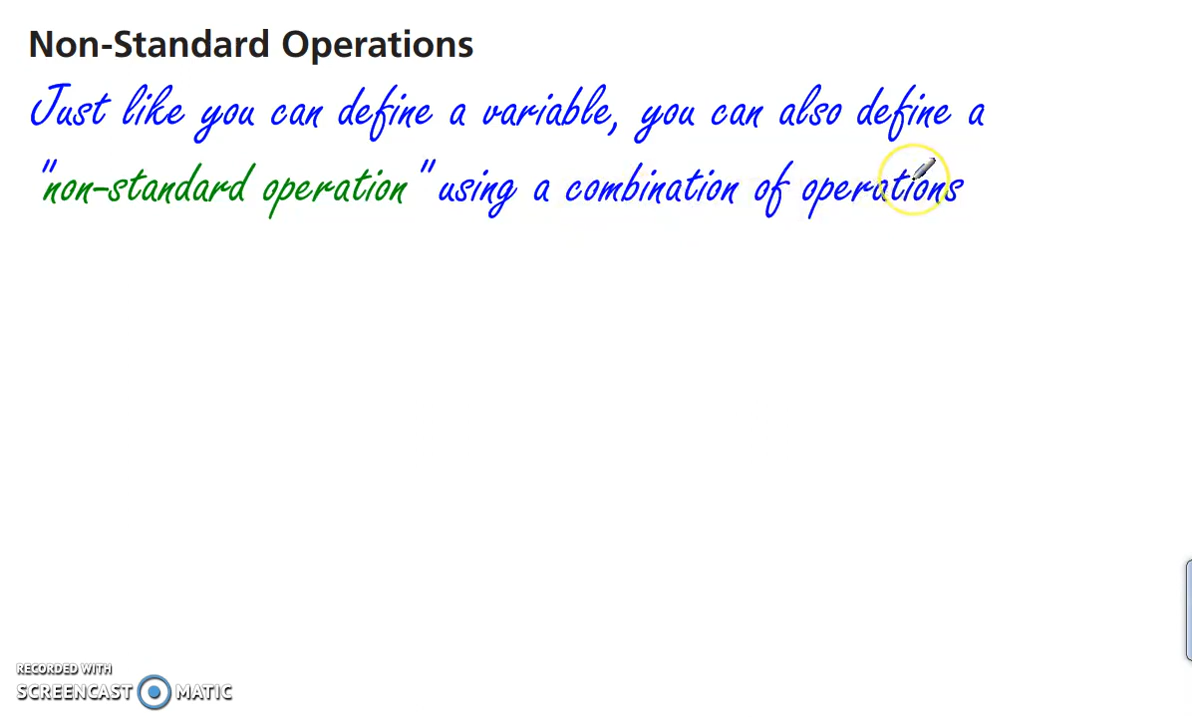 Non-Standard Operations
Just like you can define a variable, you can also define a
"non-standard operation" using a combination of operations
RECORDED WITH
SCREENCAST MATIC